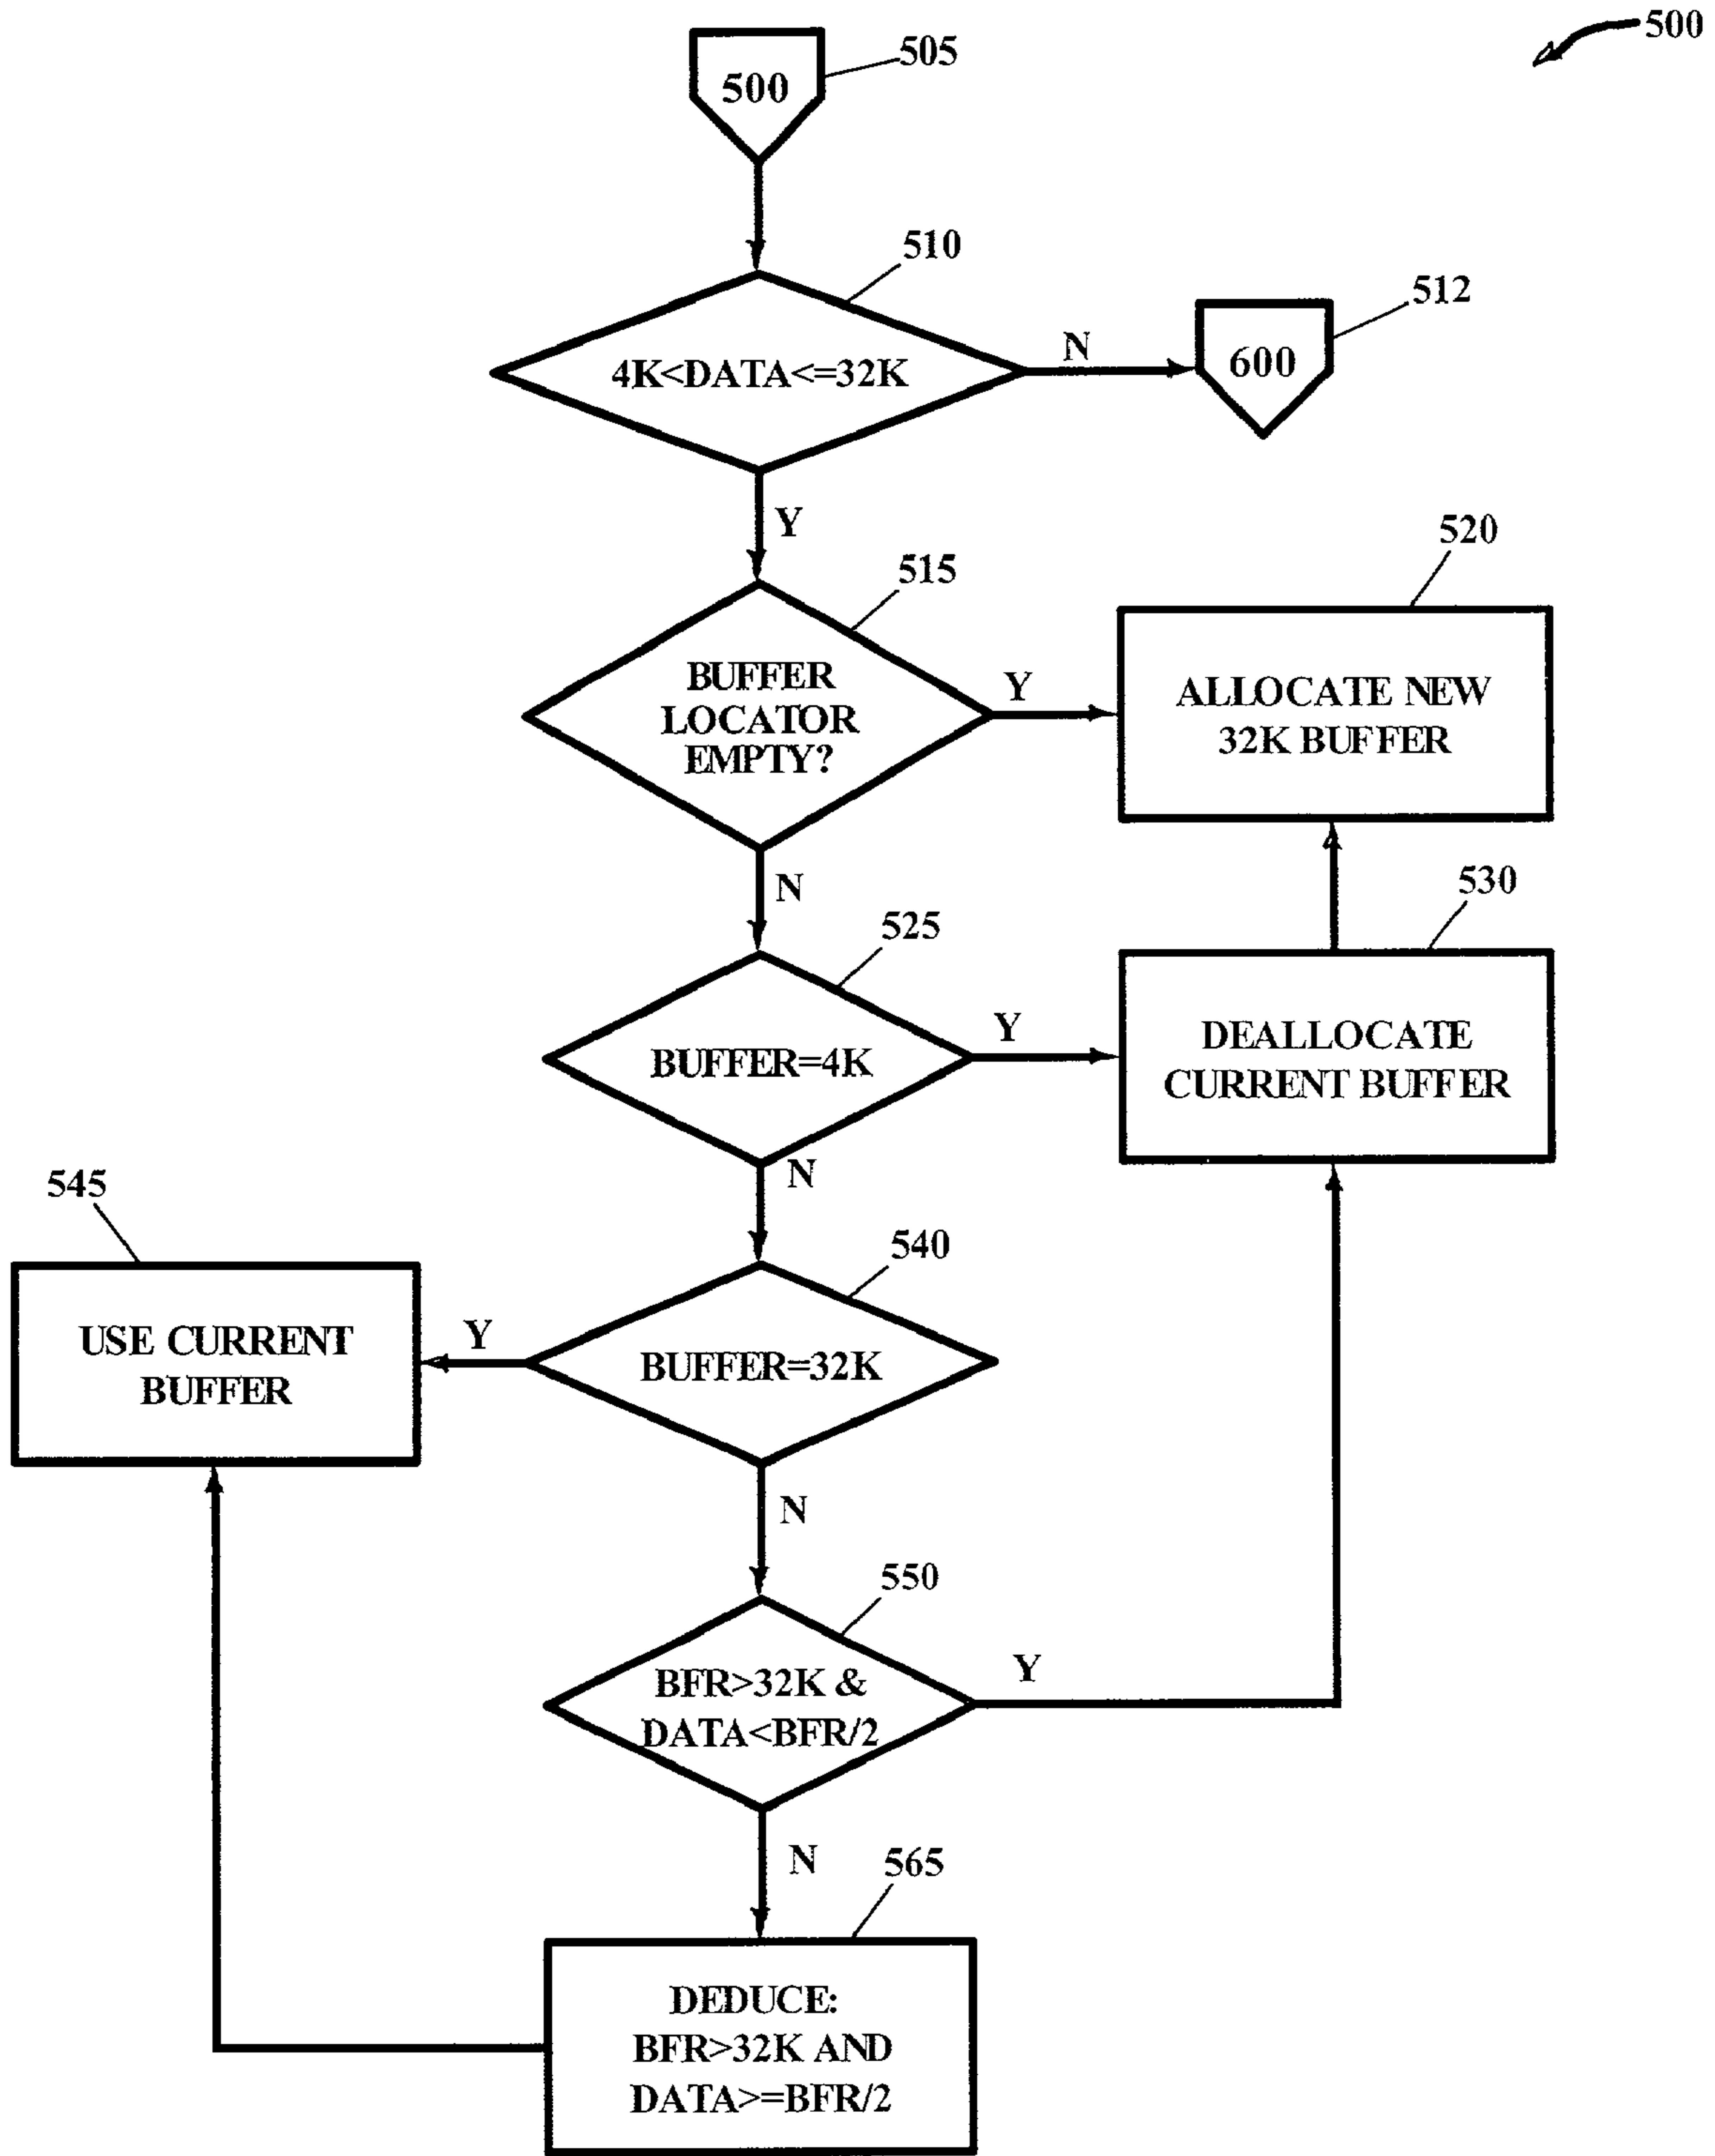 500
505
500
510
4K<DATA<=32K
N
512
600
Y
515
BUFFER
LOCATOR
EMPTY?
Y
520
ALLOCATE NEW
32K BUFFER
N
525
BUFFER=4K
Y
530
DEALLOCATE
CURRENT BUFFER
N
540
BUFFER=32K
Y
545
USE CURRENT
BUFFER
N
550
BFR>32K &
DATA<BFR/2
Y
N
565
DEDUCE:
BFR>32K AND
DATA>=BFR/2